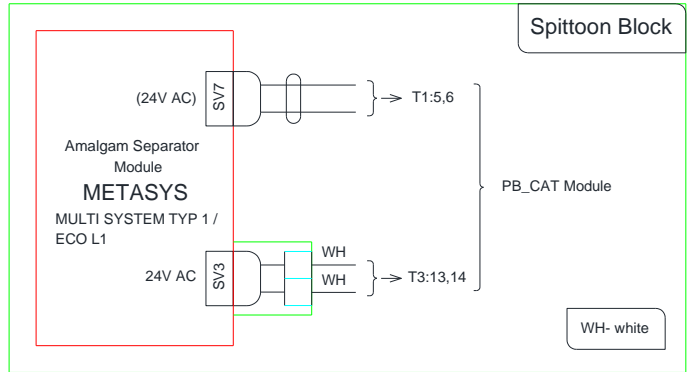 Spittoon Block
(24V AC)
SV7
T1:5,6
Amalgam Separator
Module
METASYS
MULTI SYSTEM TYP 1 /
ECO L1
PB_CAT Module
24V AC
SV3
WH
WH
T3:13,14
WH- white